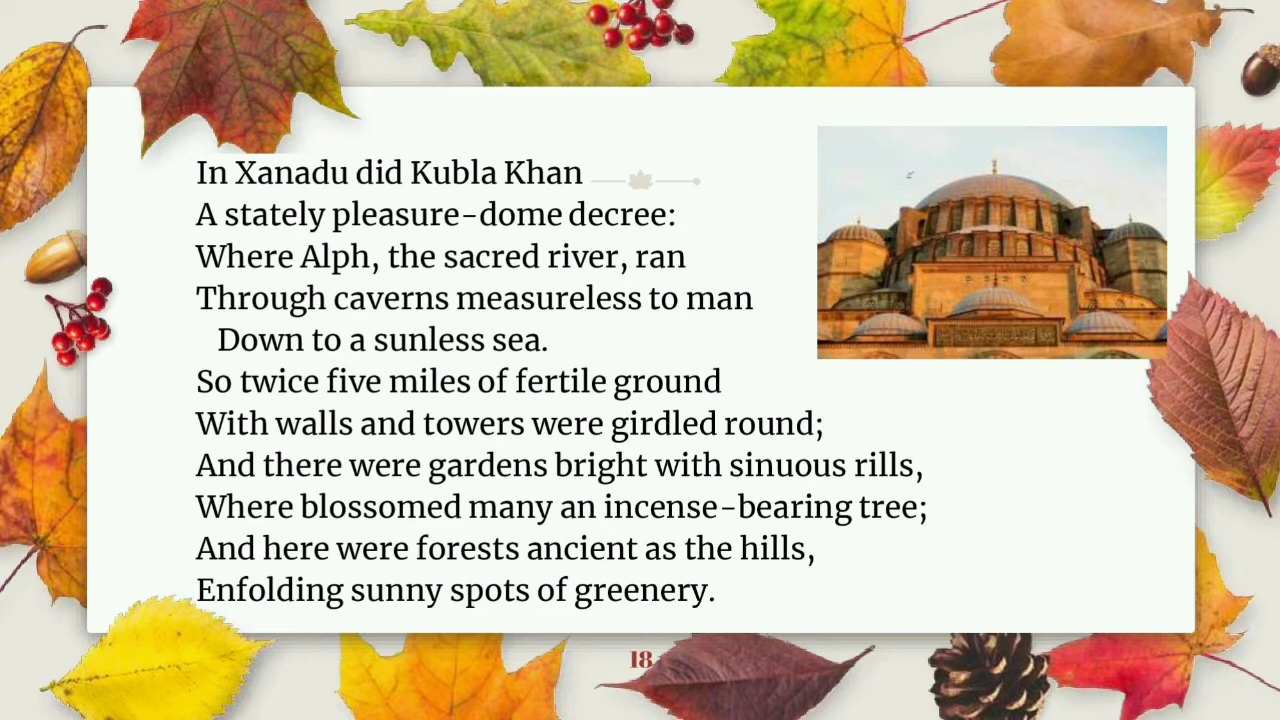 In Xanadu did Kubla Khan
A stately pleasure-dome decree:
Where Alph, the sacred river, ran
Through caverns measureless to man
Down to a sunless sea.
So twice five miles of fertile ground
With walls and towers were girdled round;
And there were gardens bright with sinuous rills,
Where blossomed many an incense-bearing tree;
And here were forests ancient as the hills,
Enfolding sunny spots of greenery.
18